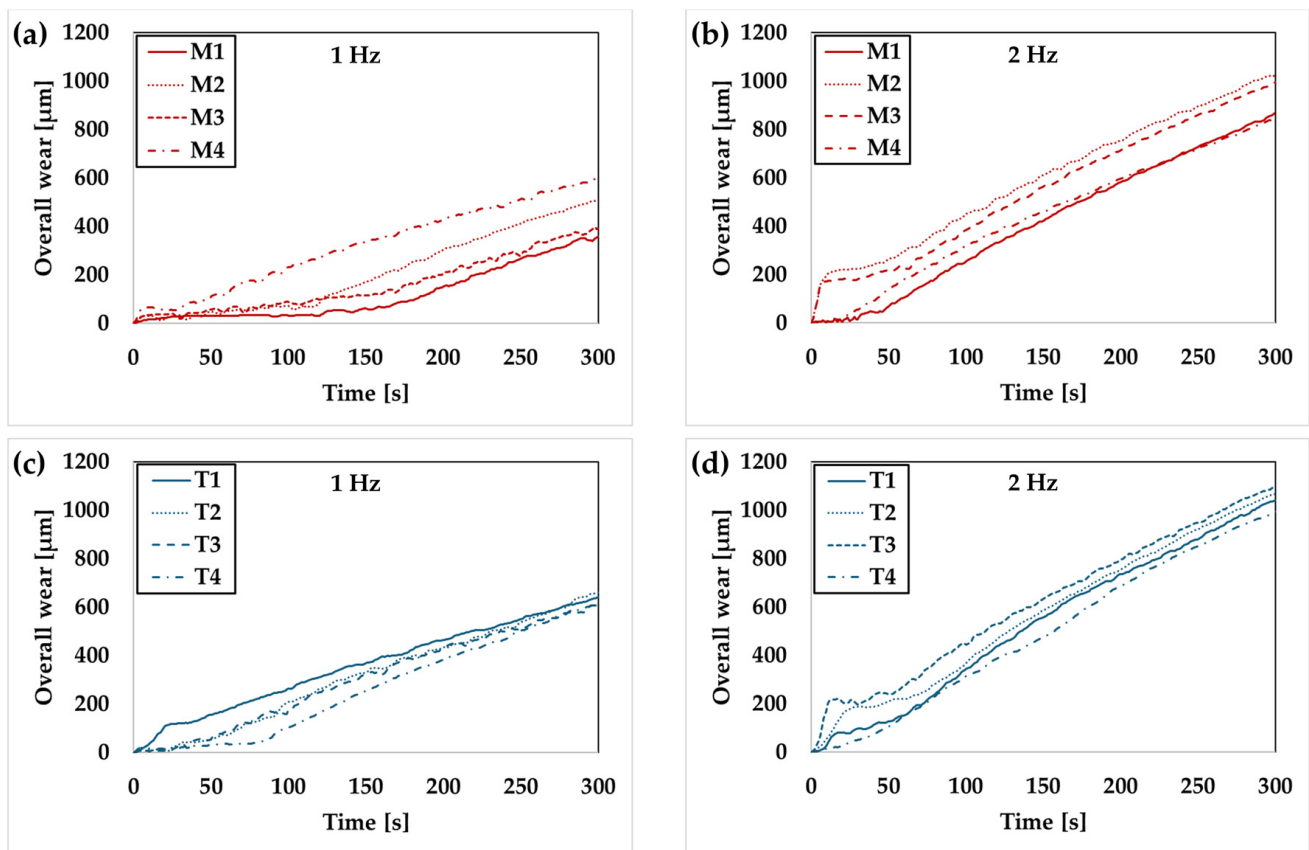 (a)
1 Hz
M1
M2
M3
M4
Overall wear [µm]
1200
1000
800
600
400
200
0
0 50 100 150 200 250 300
Time [s]
(b)
2 Hz
M1
M2
M3
M4
Overall wear [µm]
1200
1000
800
600
400
200
0
0 50 100 150 200 250 300
Time [s]
(c)
1 Hz
T1
T2
T3
T4
Overall wear [µm]
1200
1000
800
600
400
200
0
0 50 100 150 200 250 300
Time [s]
(d)
2 Hz
T1
T2
T3
T4
Overall wear [µm]
1200
1000
800
600
400
200
0
0 50 100 150 200 250 300
Time [s]